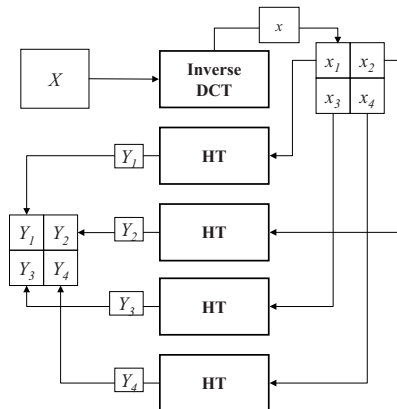 x
X
Inverse
DCT
x₁ x₂
x₃ x₄
Y₁
HT
Y₁ Y₂
Y₃ Y₄
Y₂
HT
Y₃
HT
Y₄
HT